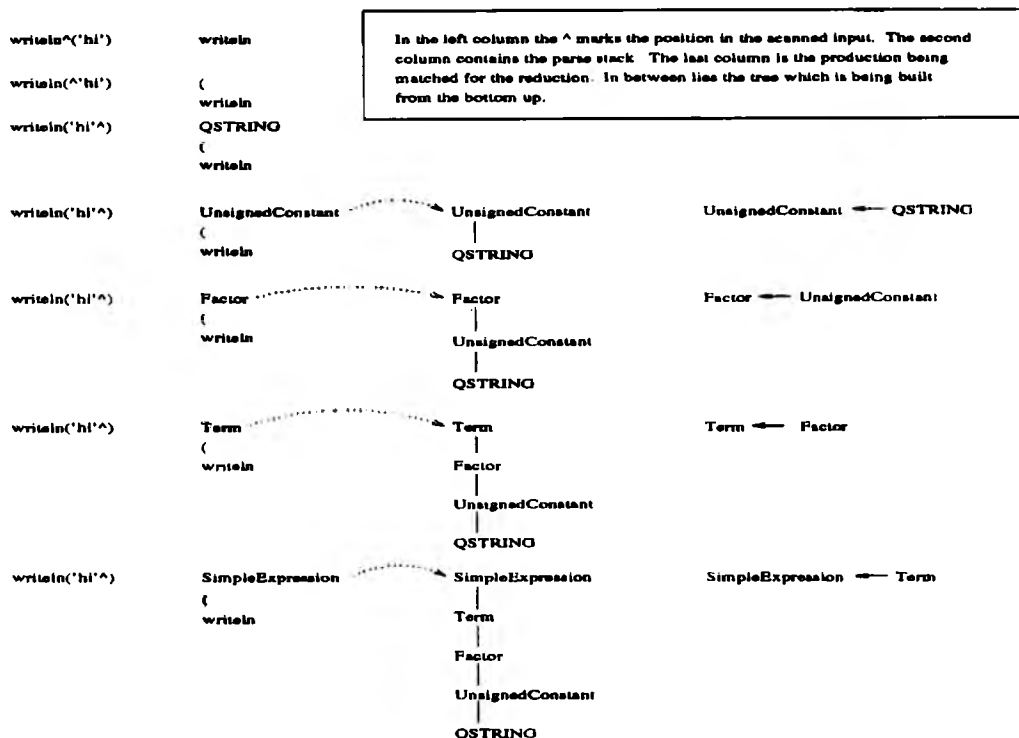 writeln^('hi') writeln
In the left column the ^ marks the position in the scanned input. The second
column contains the parse stack. The last column is the production being
matched for the reduction. In between lies the tree which is being built
from the bottom up.
writeln(^'hi') (
writeln
writeln('hi'^) QSTRING
(
writeln
writeln('hi'^) UnsignedConstant UnsignedConstant UnsignedConstant ← QSTRING
(
writeln QSTRING
writeln('hi'^) Factor Factor Factor ← UnsignedConstant
(
writeln UnsignedConstant
QSTRING
writeln('hi'^) Term Term Term ← Factor
(
writeln Factor
UnsignedConstant
QSTRING
writeln('hi'^) SimpleExpression SimpleExpression SimpleExpression ← Term
(
writeln Term
Factor
UnsignedConstant
QSTRING